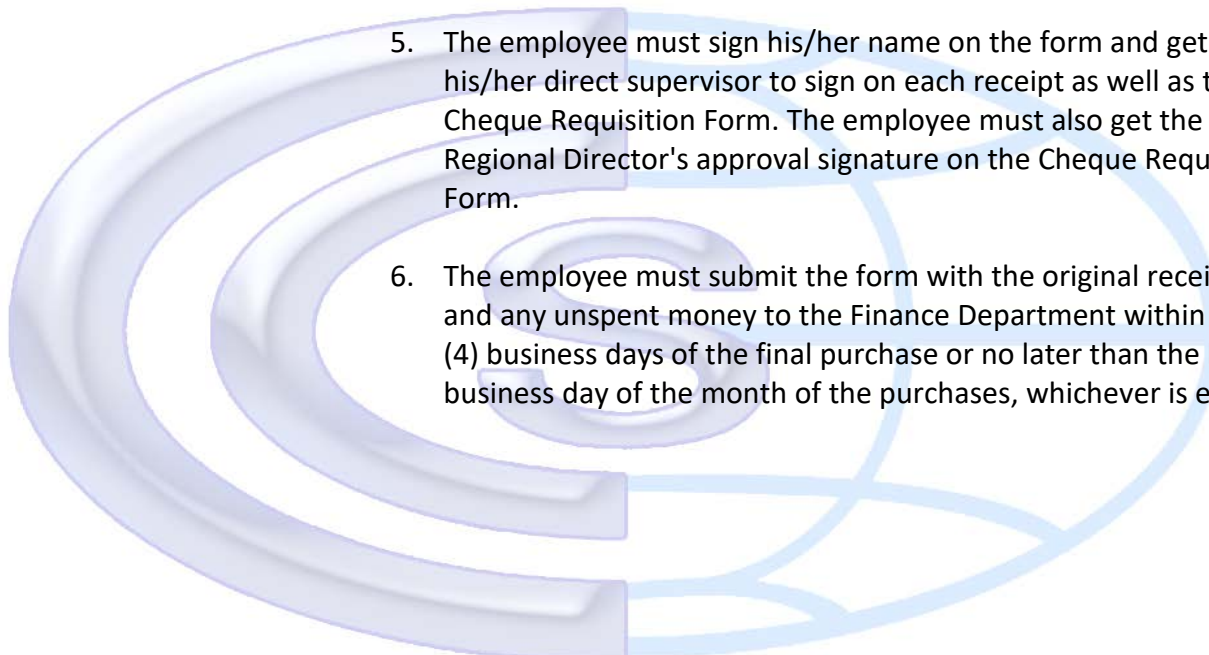 5. The employee must sign his/her name on the form and get
his/her direct supervisor to sign on each receipt as well as
Cheque Requisition Form. The employee must also get the
Regional Director's approval signature on the Cheque
Form.
6. The employee must submit the form with the original
and any unspent money to the Finance Department within
(4) business days of the final purchase or no later than the
business day of the month of the purchases, whichever is
CCS